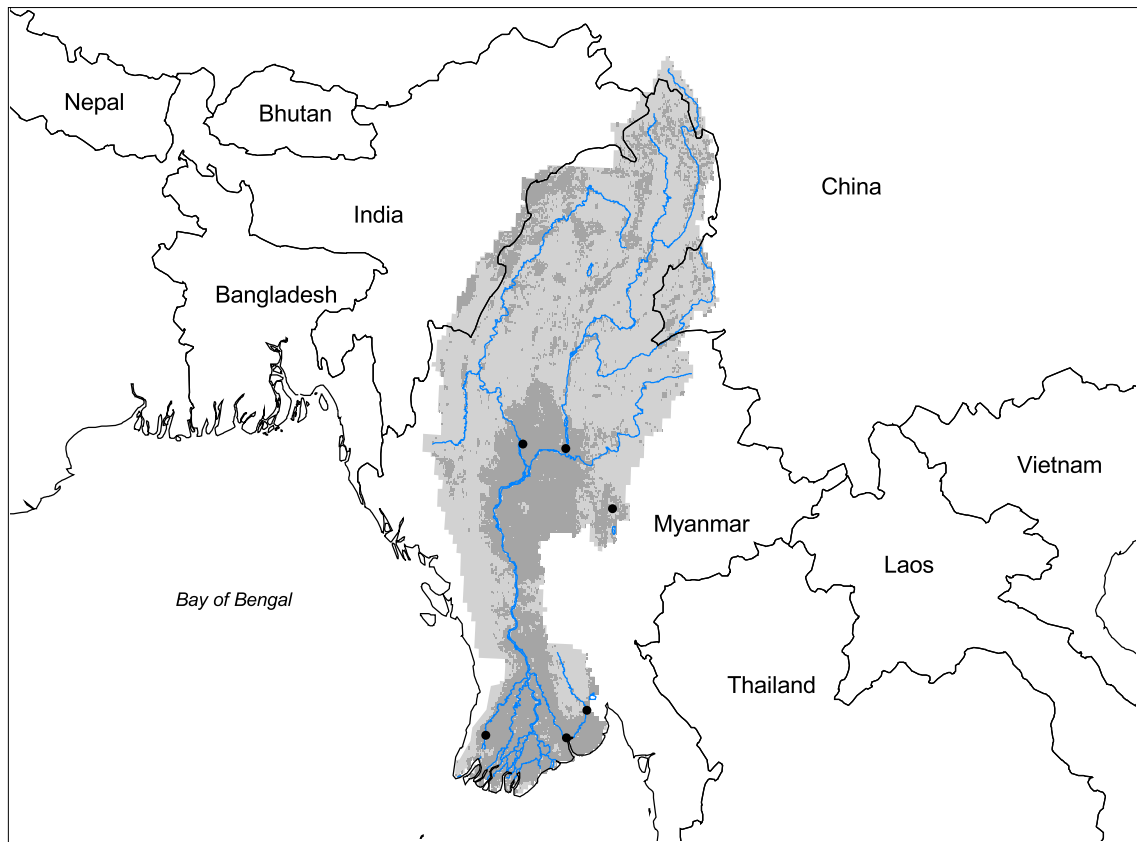 Nepal
Bhutan
China
India
Bangladesh
Vietnam
Myanmar
Laos
Bay of Bengal
Thailand